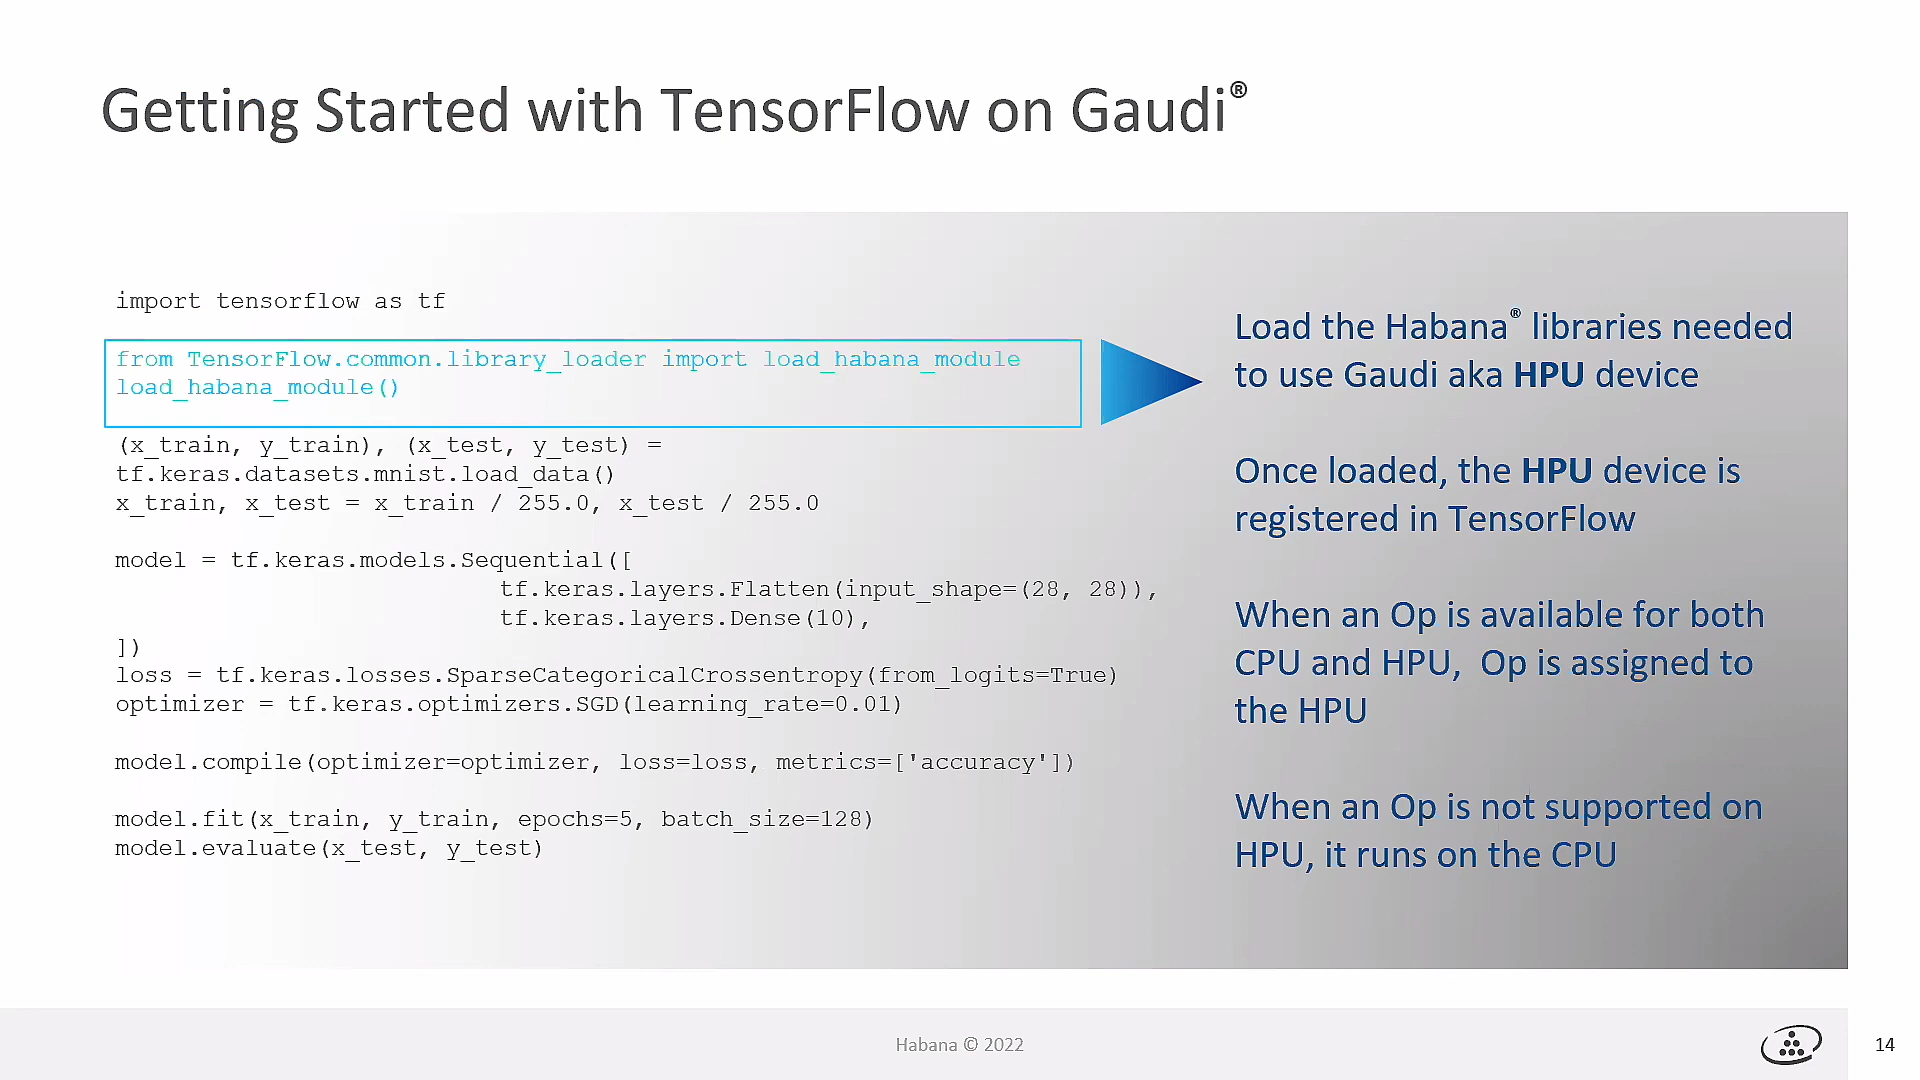 Getting Started with TensorFlow on Gaudi®
import tensorflow as tf
from TensorFlow.common.library_loader import load_habana_module
load_habana_module()
(x_train, y_train), (x_test, y_test) =
tf.keras.datasets.mnist.load_data()
x_train, x_test = x_train / 255.0, x_test / 255.0
model = tf.keras.models.Sequential([
tf.keras.layers.Flatten(input_shape=(28, 28)),
tf.keras.layers.Dense(10),
])
loss = tf.keras.losses.SparseCategoricalCrossentropy(from_logits=True)
optimizer = tf.keras.optimizers.SGD(learning_rate=0.01)
model.compile(optimizer=optimizer, loss=loss, metrics=['accuracy'])
model.fit(x_train, y_train, epochs=5, batch_size=128)
model.evaluate(x_test, y_test)
Load the Habana® libraries needed
to use Gaudi aka HPU device
Once loaded, the HPU device is
registered in TensorFlow
When an Op is available for both
CPU and HPU, Op is assigned to
the HPU
When an Op is not supported on
HPU, it runs on the CPU
Habana © 2022
14